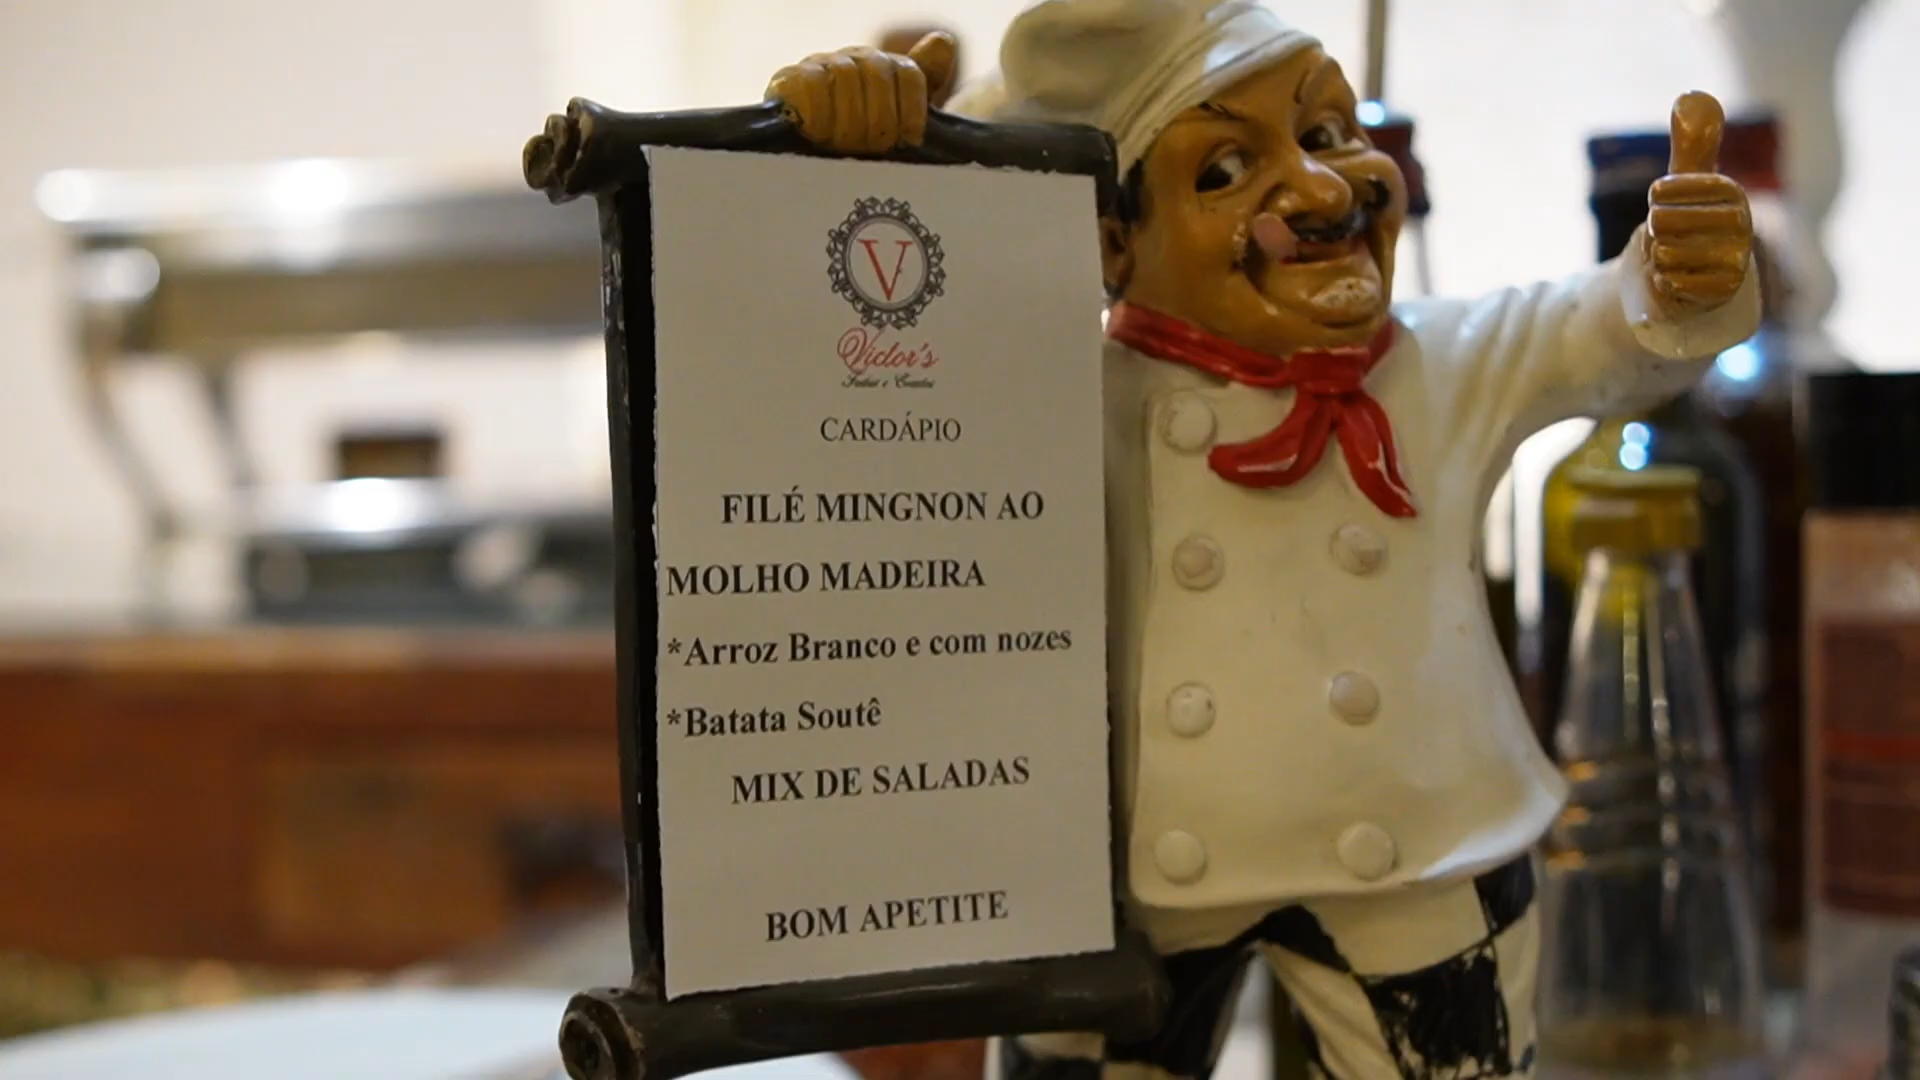 V
Victor's
CARDÁPIO
FILÉ MINGNON AO
MOLHO MADEIRA
*Arroz Branco e com nozes
*Batata Soutê
MIX DE SALADAS
BOM APETITE